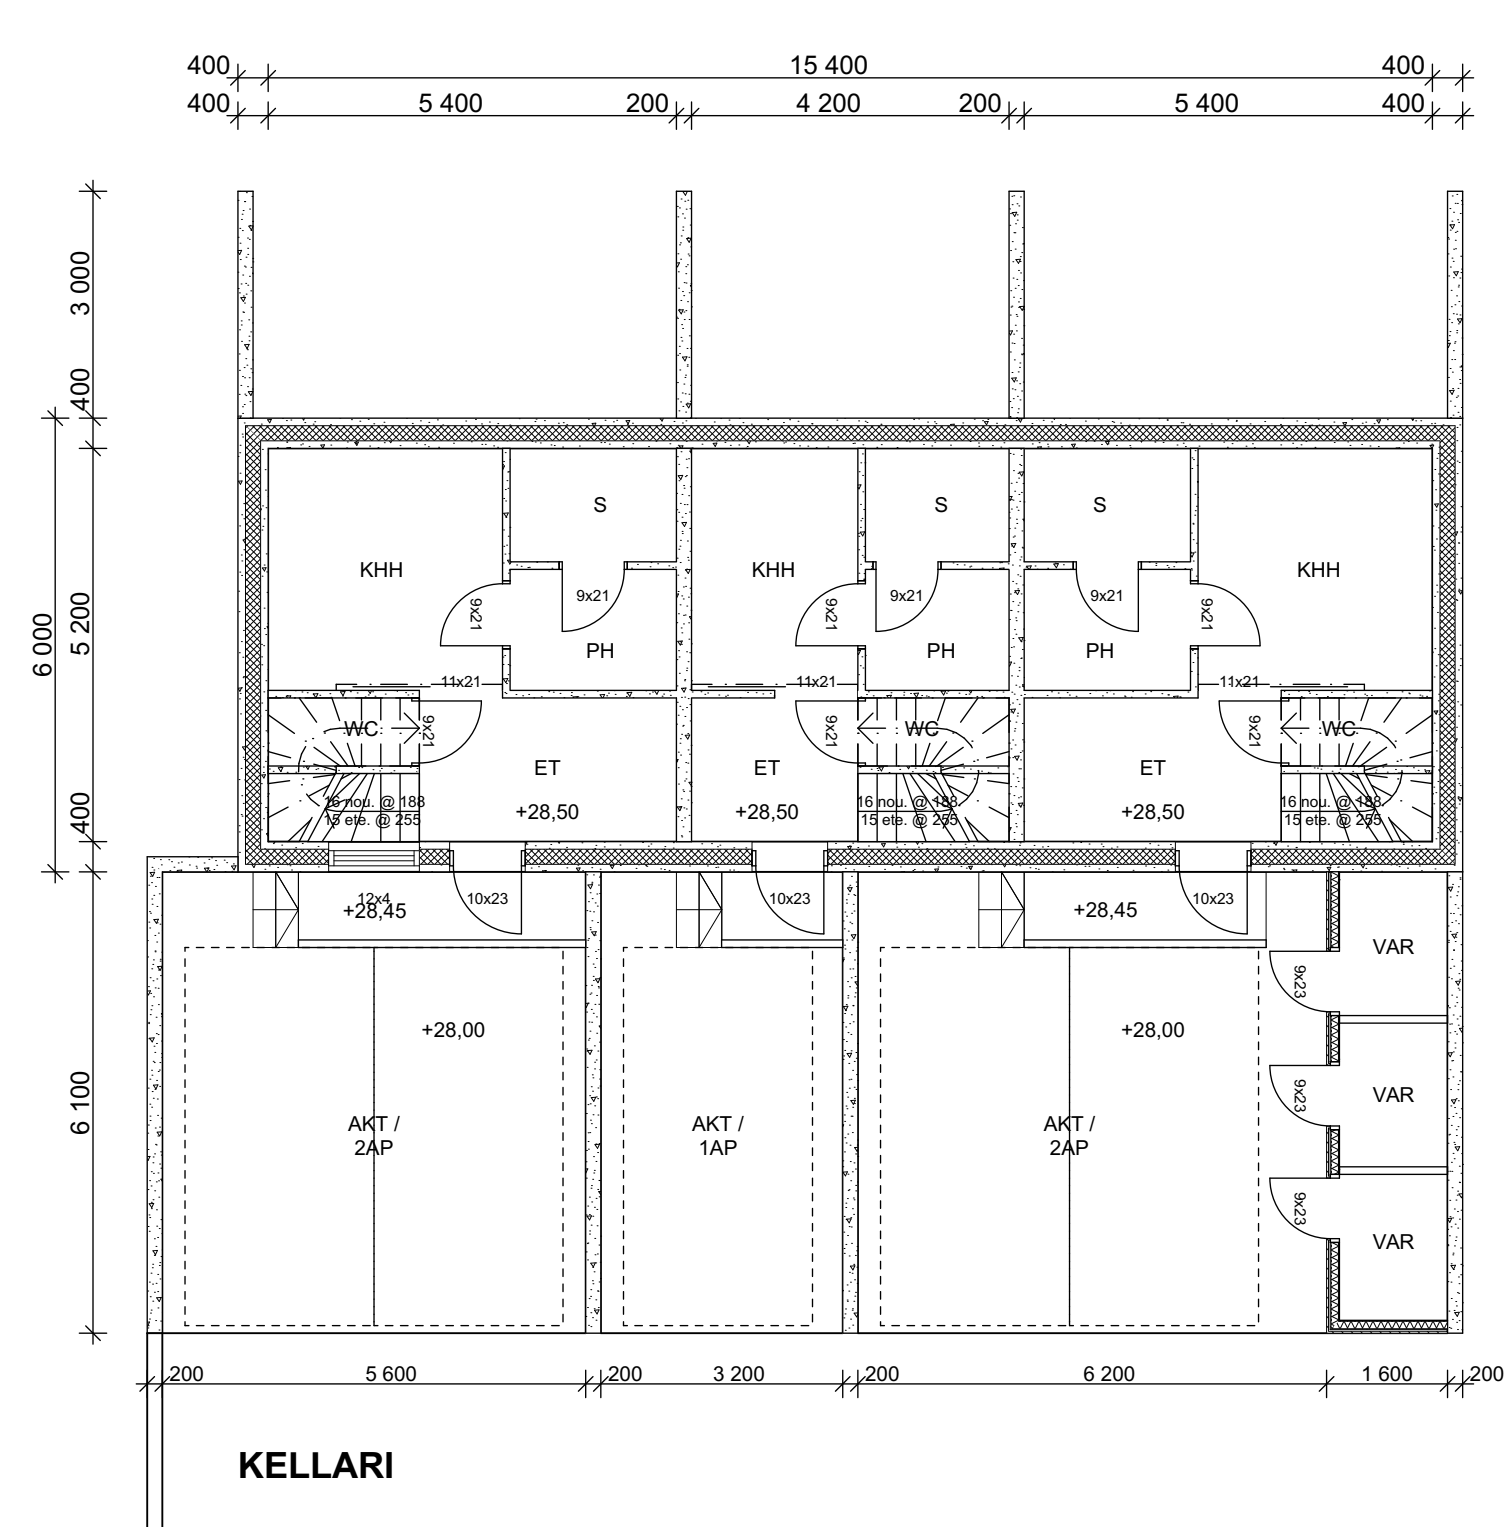 400 15 400 400
400 5 400 200 4 200 200 5 400 400
3 000
400
6 000
5 200
400
6 100
S S S
KHH KHH KHH
9x21 9x21 9x21 9x21 9x21 9x21
PH PH PH
11x21 11x21 11x21
WC 9x21 9x21 WC 9x21 WC
ET ET ET
16 nou. @ 188
15 ete. @ 255
+28,50 +28,50
16 nou. @ 188
15 ete. @ 255
+28,50
16 nou. @ 188
15 ete. @ 255
12x4
+28,45 10x23 10x23 +28,45 10x23
VAR
9x23
+28,00 +28,00
VAR
9x23
AKT /
2AP
AKT /
1AP
AKT /
2AP
9x23
VAR
200 5 600 200 3 200 200 6 200 1 600 200
KELLARI